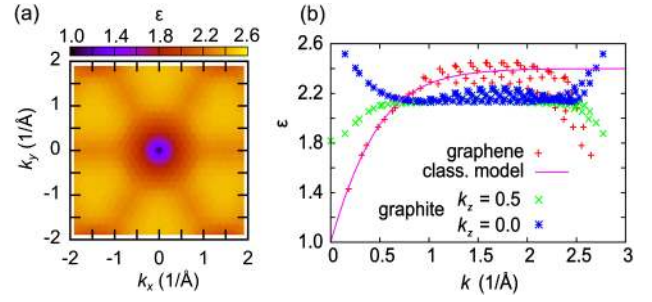 (a)
ε
1.0 1.4 1.8 2.2 2.6
2
1
0
-1
-2
k_y (1/Å)
-2 -1 0 1 2
k_x (1/Å)
(b)
2.6
2.2
1.8
1.4
1.0
ε
graphene
class. model
graphite k_z = 0.5
k_z = 0.0
0 0.5 1 1.5 2 2.5 3
k (1/Å)